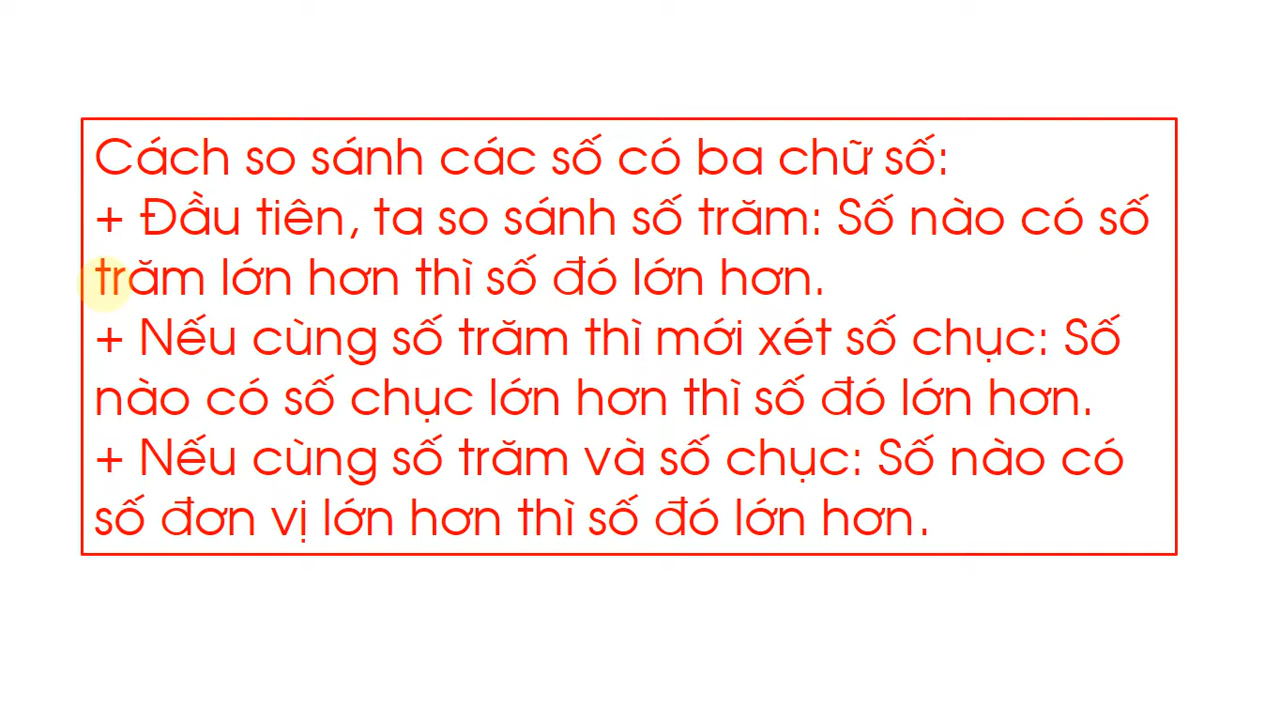 Cách so sánh các số có ba chữ số:
+ Đầu tiên, ta so sánh số trăm: Số nào có số
trăm lớn hơn thì số đó lớn hơn.
+ Nếu cùng số trăm thì mới xét số chục: Số
nào có số chục lớn hơn thì số đó lớn hơn.
+ Nếu cùng số trăm và số chục: Số nào có
số đơn vị lớn hơn thì số đó lớn hơn.